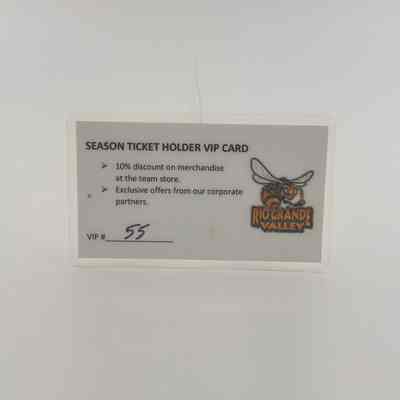 SEASON TICKET HOLDER VIP CARD
➤ 10% discount on merchandise
at the team store.
➤ Exclusive offers from our corporate
partners.
VIP # 55
RIO GRANDE
VALLEY